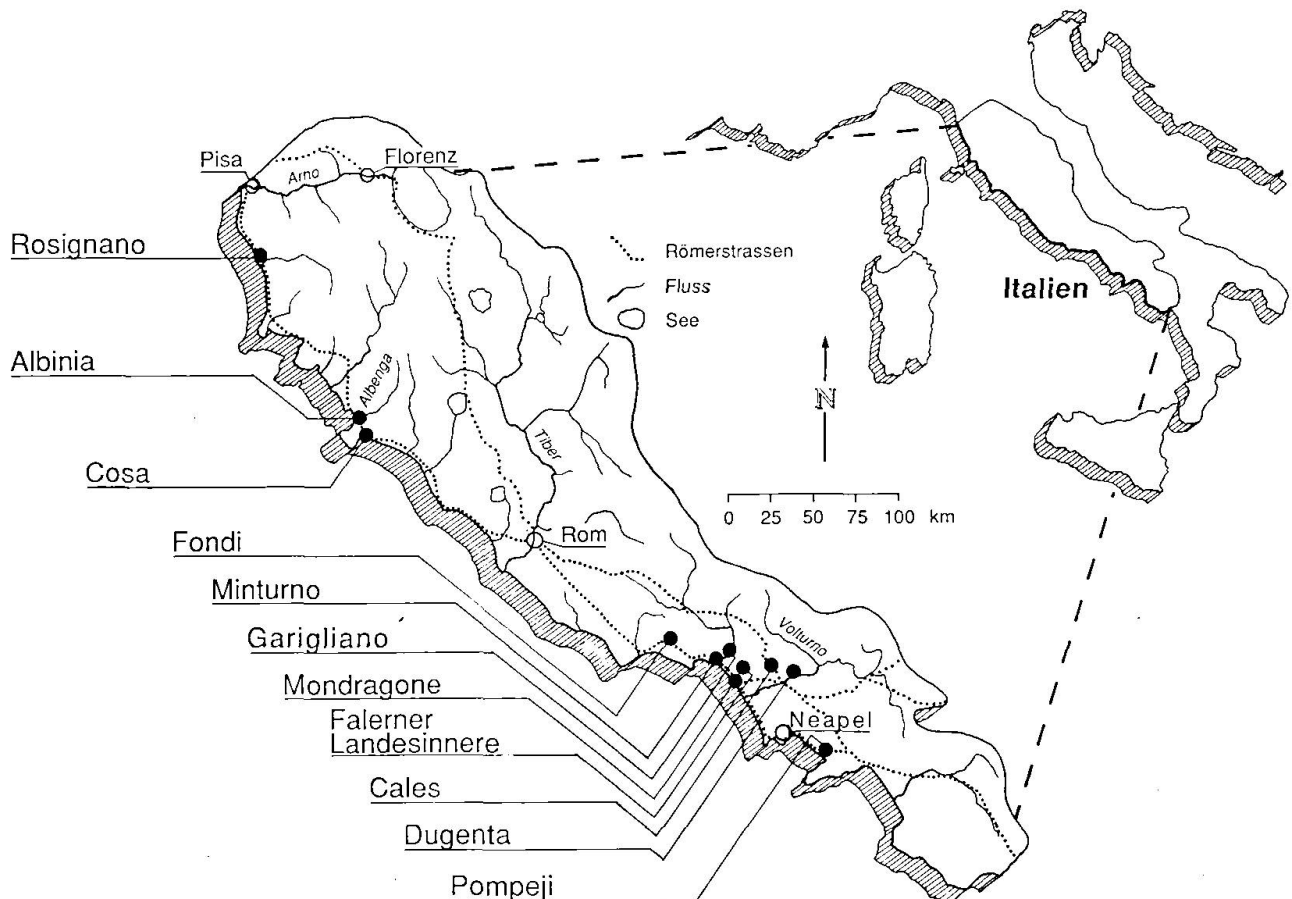 Pisa
Florenz
Arno
Rosignano
Römerstrassen
Fluss
See
Italien
Albinia
Albenga
N
Cosa
Tiber
0 25 50 75 100 km
Fondi
Rom
Minturno
Garigliano
Volturno
Mondragone
Falerner
Landesinnere
Neapel
Cales
Dugenta
Pompeji